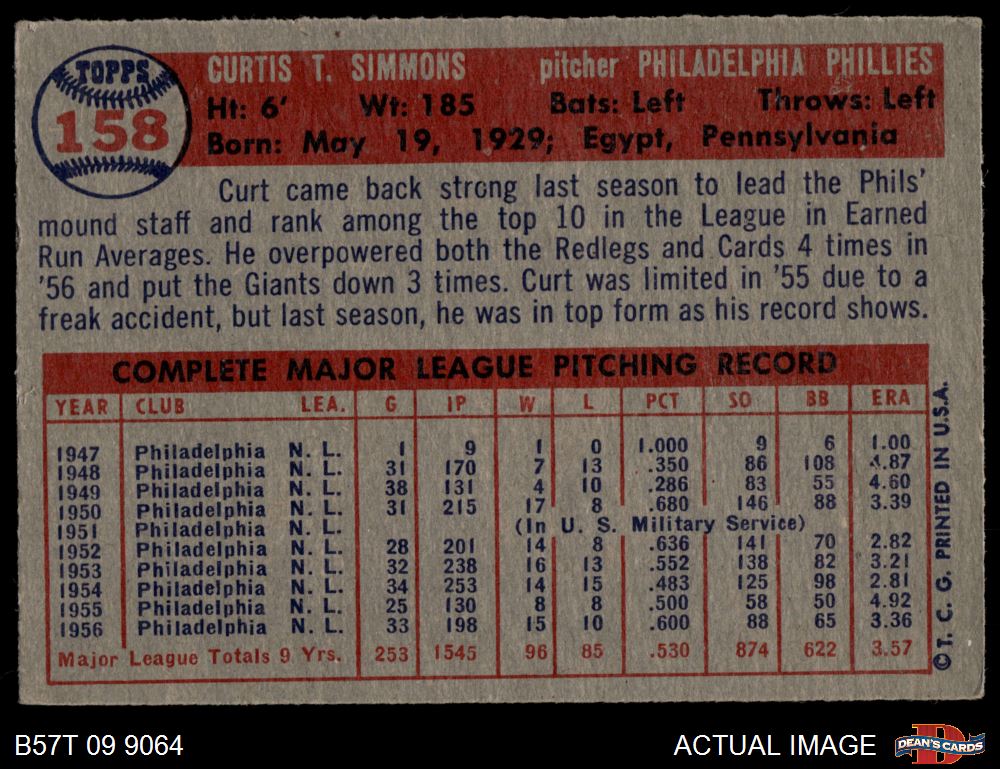 TOPPS
158
CURTIS T. SIMMONS pitcher PHILADELPHIA PHILLIES
Ht: 6' Wt: 185 Bats: Left Throws: Left
Born: May 19, 1929; Egypt, Pennsylvania
Curt came back strong last season to lead the Phils'
mound staff and rank among the top 10 in the League in Earned
Run Averages. He overpowered both the Redlegs and Cards 4 times in
'56 and put the Giants down 3 times. Curt was limited in '55 due to a
freak accident, but last season, he was in top form as his record shows.
COMPLETE MAJOR LEAGUE PITCHING RECORD
YEAR CLUB LEA. G IP W L PCT SO BB ERA
1947 Philadelphia N. L. 1 9 1 0 1.000 9 6 1.00
1948 Philadelphia N. L. 31 170 7 13 .350 86 108 4.87
1949 Philadelphia N. L. 38 131 4 10 .286 83 55 4.60
1950 Philadelphia N. L. 31 215 17 8 .680 146 88 3.39
1951 Philadelphia N. L. (In U. S. Military Service)
1952 Philadelphia N. L. 28 201 14 8 .636 141 70 2.82
1953 Philadelphia N. L. 32 238 16 13 .552 138 82 3.21
1954 Philadelphia N. L. 34 253 14 15 .483 125 98 2.81
1955 Philadelphia N. L. 25 130 8 8 .500 58 50 4.92
1956 Philadelphia N. L. 33 198 15 10 .600 88 65 3.36
Major League Totals 9 Yrs. 253 1545 96 85 .530 874 622 3.57
©T. C. G. PRINTED IN U.S.A.
B57T 09 9064
ACTUAL IMAGE
D
DEAN'S CARDS